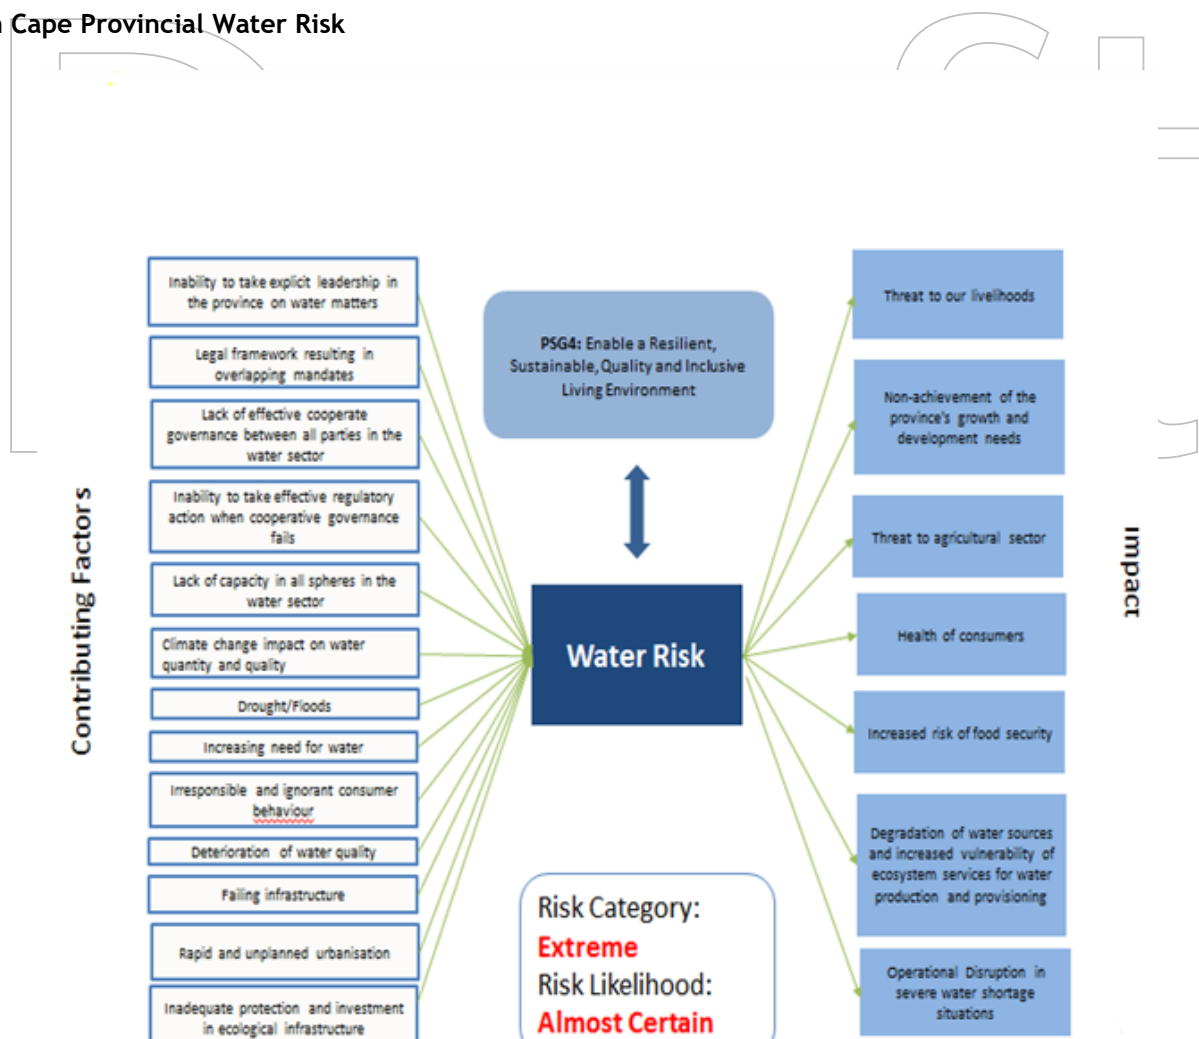 Cape Provincial Water Risk
Contributing Factors
Inability to take explicit leadership in
the province on water matters
Legal framework resulting in
overlapping mandates
Lack of effective cooperate
governance between all parties in the
water sector
Inability to take effective regulatory
action when cooperative governance
fails
Lack of capacity in all spheres in the
water sector
Climate change impact on water
quantity and quality
Drought/Floods
Increasing need for water
Irresponsible and ignorant consumer
behaviour
Deterioration of water quality
Failing infrastructure
Rapid and unplanned urbanisation
Inadequate protection and investment
in ecological infrastructure
PSG4: Enable a Resilient,
Sustainable, Quality and Inclusive
Living Environment
Water Risk
Risk Category:
Extreme
Risk Likelihood:
Almost Certain
Threat to our livelihoods
Non-achievement of the
province's growth and
development needs
Threat to agricultural sector
Health of consumers
Increased risk of food security
Degradation of water sources
and increased vulnerability of
ecosystem services for water
production and provisioning
Operational Disruption in
severe water shortage
situations
Impact